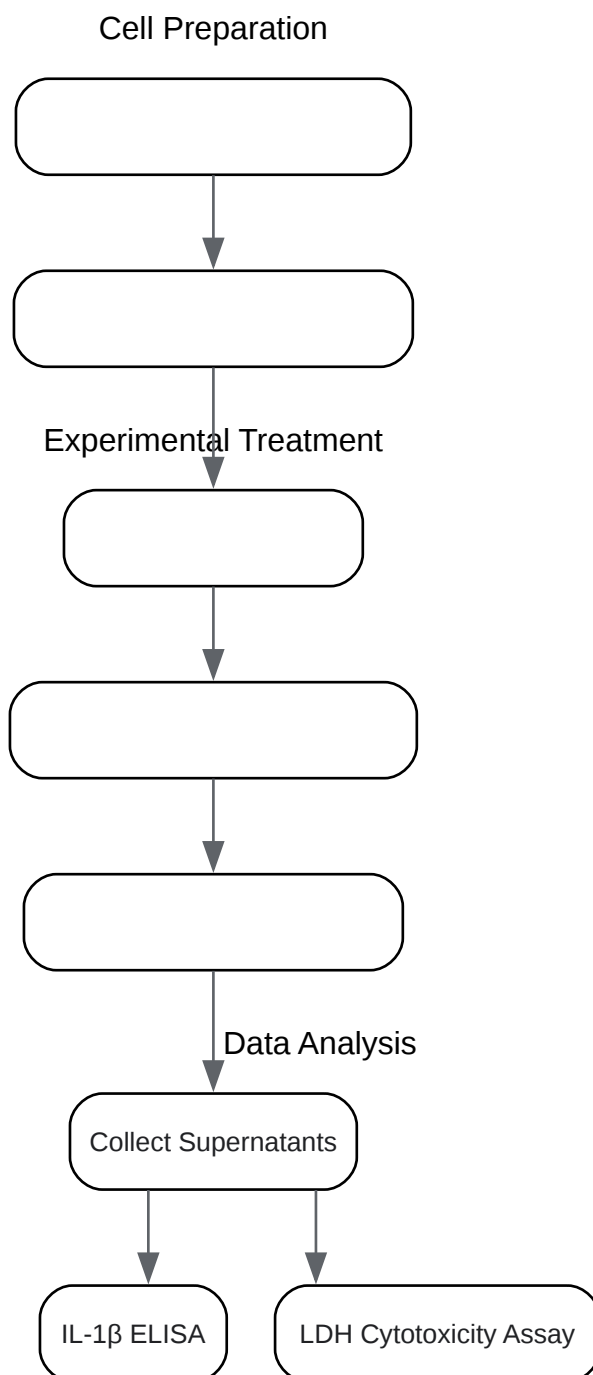 Cell Preparation
Experimental Treatment
Data Analysis
Collect Supernatants
IL-1β ELISA
LDH Cytotoxicity Assay